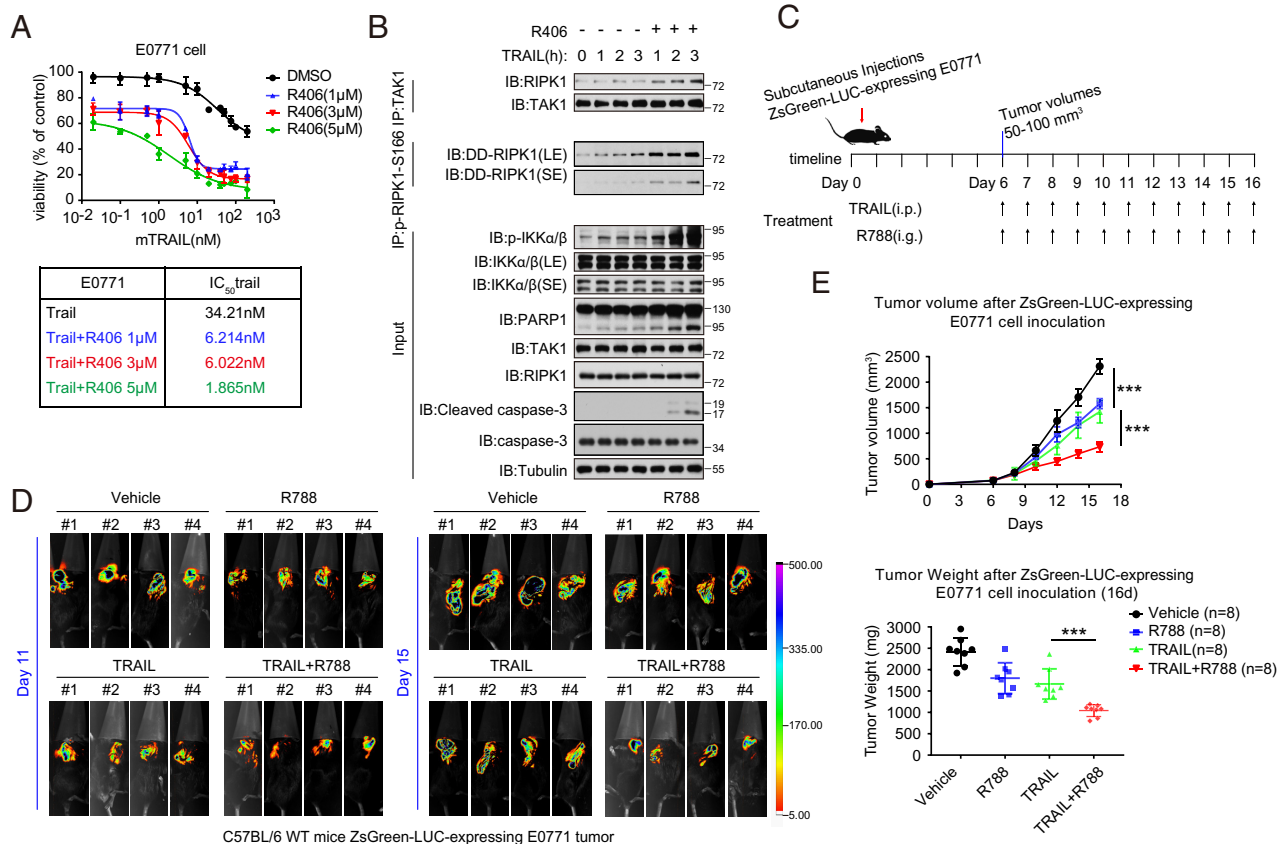 A
E0771 cell
100
80
60
40
20
0
viability (% of control)
10-2 10-1 100 101 102 103
mTRAIL(nM)
DMSO
R406(1μM)
R406(3μM)
R406(5μM)
E0771 IC50trail
Trail 34.21nM
Trail+R406 1μM 6.214nM
Trail+R406 3μM 6.022nM
Trail+R406 5μM 1.865nM
B
R406 - - - - + + +
TRAIL(h): 0 1 2 3 1 2 3
IP:TAK1
IB:RIPK1 72
IB:TAK1 72
IP:p-RIPK1-S166
IB:DD-RIPK1(LE) 72
IB:DD-RIPK1(SE) 72
Input
IB:p-IKKα/β 95
IB:IKKα/β(LE) 95
IB:IKKα/β(SE) 95
IB:PARP1 130
95
IB:TAK1 72
IB:RIPK1 72
IB:Cleaved caspase-3 19
17
IB:caspase-3 34
IB:Tubulin 55
C
Subcutaneous Injections
ZsGreen-LUC-expressing E0771
Tumor volumes
50-100 mm3
timeline
Day 0 Day 6 7 8 9 10 11 12 13 14 15 16
Treatment
TRAIL(i.p.)
R788(i.g.)
D
Vehicle R788 Vehicle R788
#1 #2 #3 #4 #1 #2 #3 #4 #1 #2 #3 #4 #1 #2 #3 #4
Day 11
Day 15
TRAIL TRAIL+R788 TRAIL TRAIL+R788
#1 #2 #3 #4 #1 #2 #3 #4 #1 #2 #3 #4 #1 #2 #3 #4
500.00
335.00
170.00
5.00
C57BL/6 WT mice ZsGreen-LUC-expressing E0771 tumor
E
Tumor volume after ZsGreen-LUC-expressing
E0771 cell inoculation
Tumor volume (mm3)
2500
2000
1500
1000
500
0
0 3 6 9 12 15 18
Days
***
***
Tumor Weight after ZsGreen-LUC-expressing
E0771 cell inoculation (16d)
Tumor Weight (mg)
3000
2500
2000
1500
1000
500
0
***
Vehicle R788 TRAIL TRAIL+R788
Vehicle (n=8)
R788 (n=8)
TRAIL(n=8)
TRAIL+R788 (n=8)